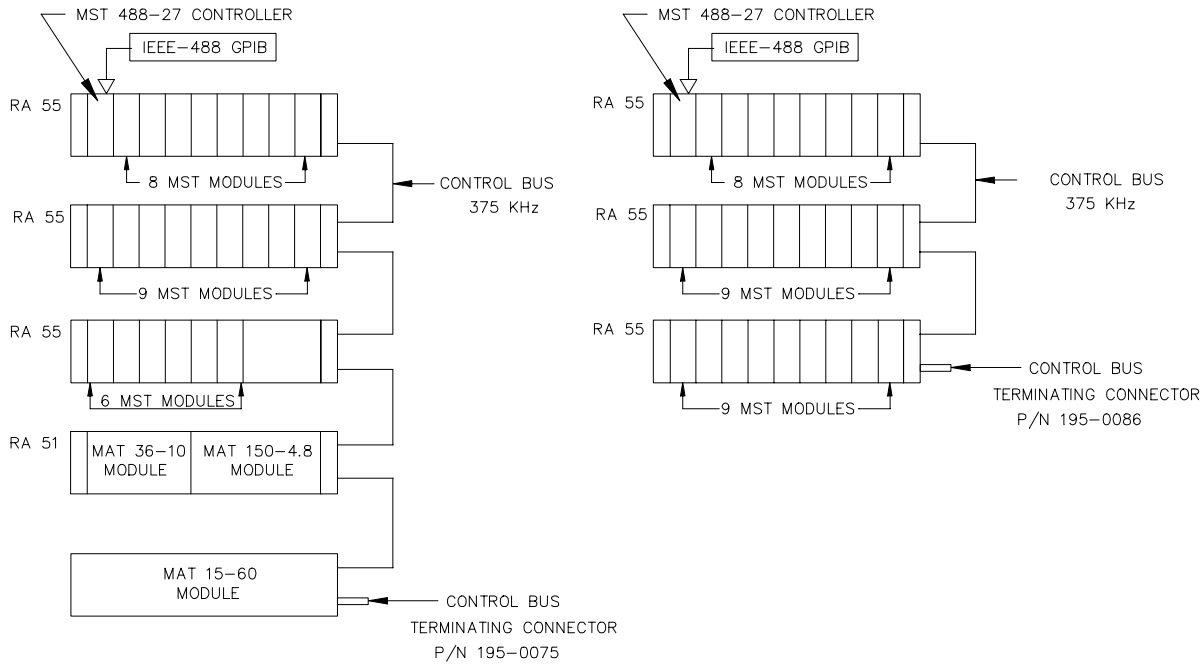 MST 488-27 CONTROLLER
IEEE-488 GPIB
RA 55
8 MST MODULES
CONTROL BUS
375 KHz
RA 55
9 MST MODULES
RA 55
6 MST MODULES
RA 51
MAT 36-10
MODULE
MAT 150-4.8
MODULE
MAT 15-60
MODULE
CONTROL BUS
TERMINATING CONNECTOR
P/N 195-0075
MST 488-27 CONTROLLER
IEEE-488 GPIB
RA 55
8 MST MODULES
CONTROL BUS
375 KHz
RA 55
9 MST MODULES
RA 55
9 MST MODULES
CONTROL BUS
TERMINATING CONNECTOR
P/N 195-0086